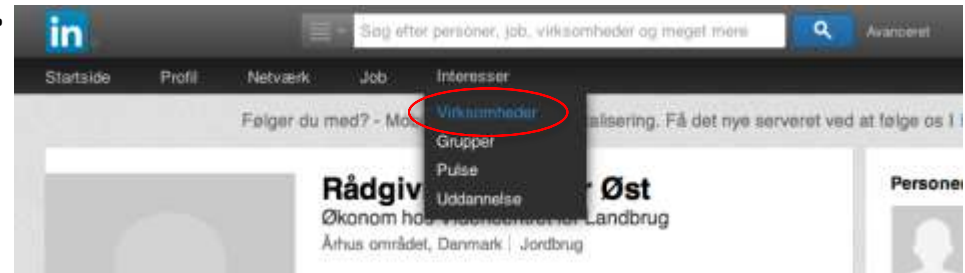 in
Søg efter personer, job, virksomheder og meget mere
Avanceret
Startside Profil Netværk Job Interesser
Virksomheder
Følger du med? - Mo alisering. Få det nye serveret ved at følge os I
Grupper
Pulse
Uddannelse
Rådgiv r Øst
Økonom hos Videncentret for Landbrug
Århus området, Danmark | Jordbrug
Persone